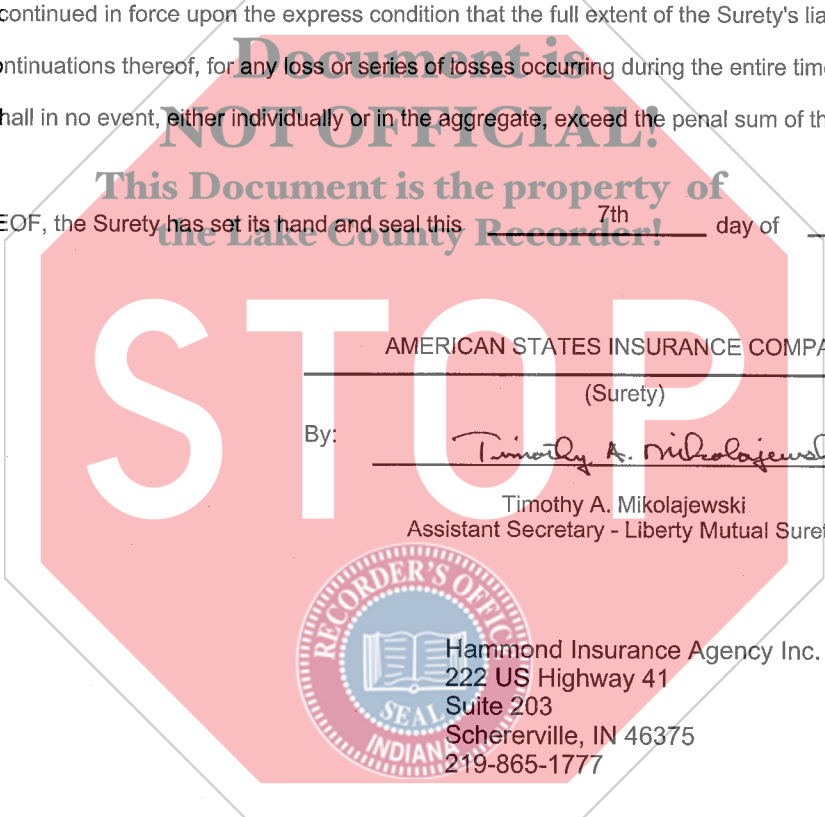 continued in force upon the express condition that the full extent of the Surety's
Document is
ontinuations thereof, for any loss or series of losses occurring during the entire
NOT OFFICIAL!
hall in no event, either individually or in the aggregate, exceed the penal sum of
This Document is the property of
the Lake County Recorder!
EOF, the Surety has set its hand and seal this 7th day of
STOP
AMERICAN STATES INSURANCE COMPA
(Surety)
By: Timothy A. Mikolajewsk
Timothy A. Mikolajewski
Assistant Secretary - Liberty Mutual Suret
RECORDER'S OFFIC
SEAL
INDIANA
Hammond Insurance Agency Inc.
222 US Highway 41
Suite 203
Schererville, IN 46375
219-865-1777